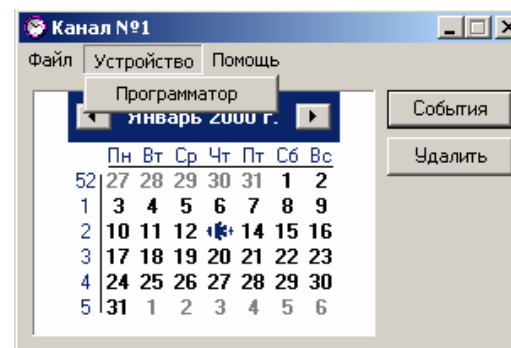 Канал №1
Файл Устройство Помощь
Программатор
Январь 2000 г.
События
Удалить
Пн Вт Ср Чт Пт Сб Вс
52 27 28 29 30 31 1 2
1 3 4 5 6 7 8 9
2 10 11 12 14 15 16
3 17 18 19 20 21 22 23
4 24 25 26 27 28 29 30
5 31 1 2 3 4 5 6